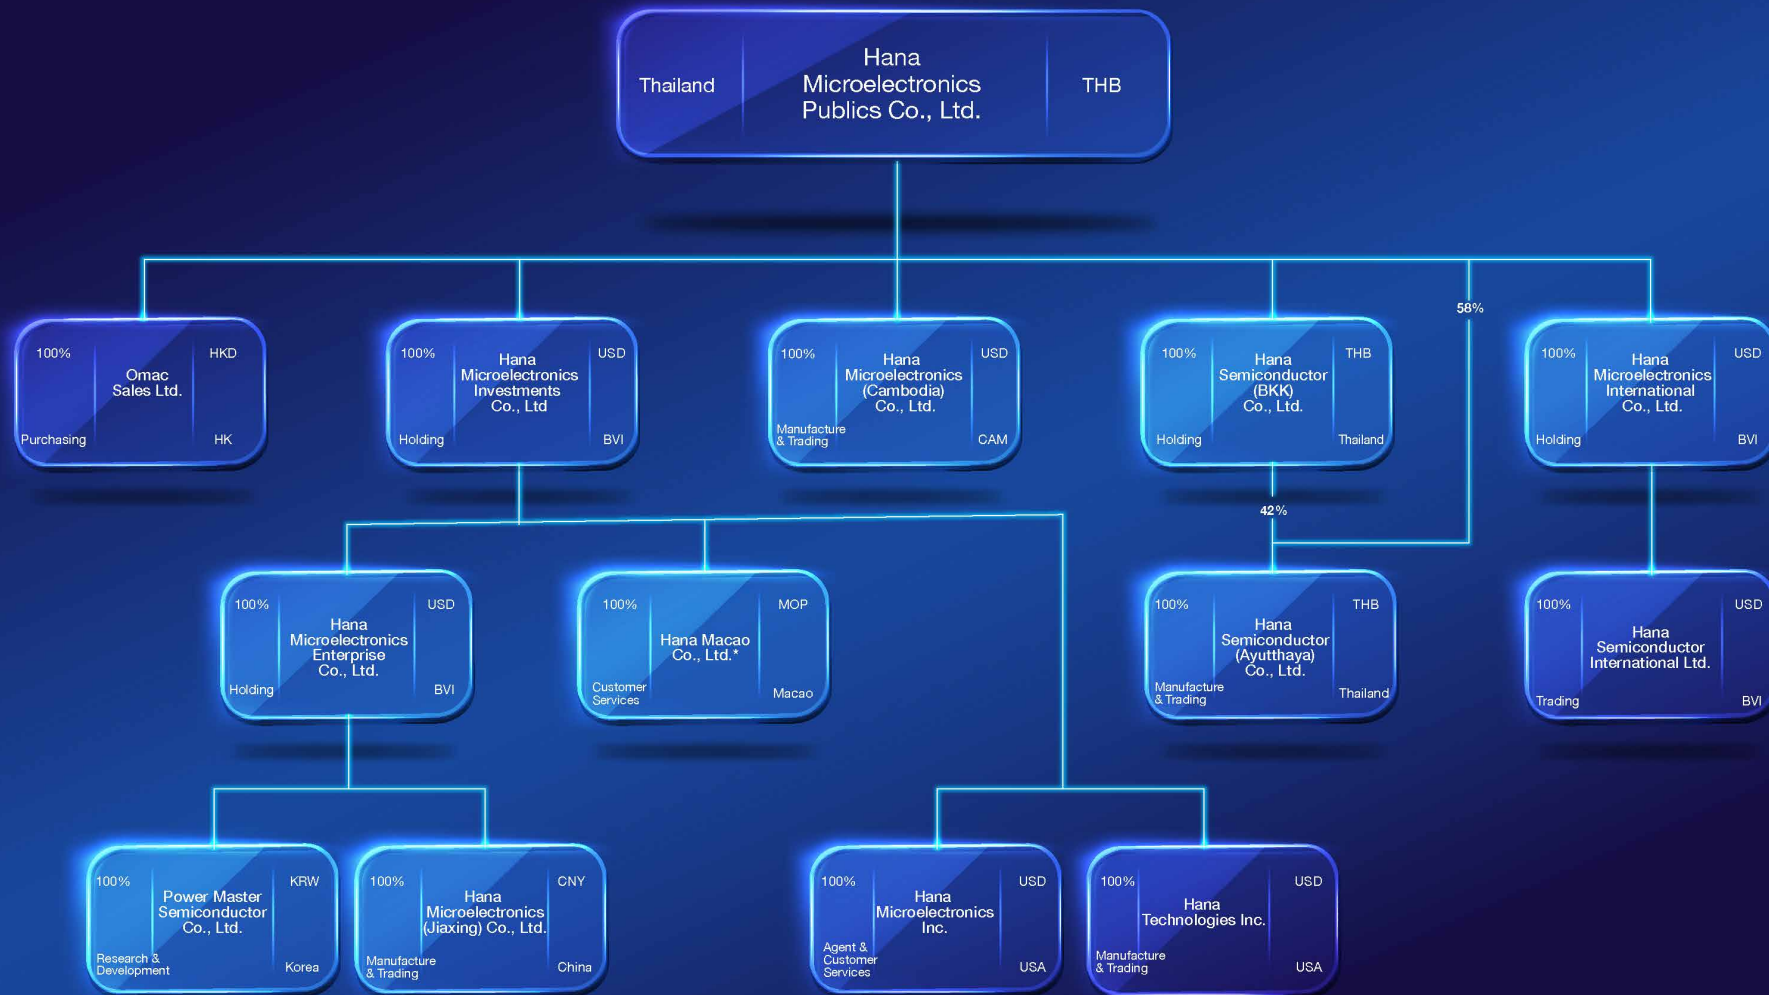 Thailand
Hana
Microelectronics
Publics Co., Ltd.
THB
58%
100%
Omac
Sales Ltd.
HKD
Purchasing
HK
100%
Hana
Microelectronics
Investments
Co., Ltd
USD
Holding
BVI
100%
Hana
Microelectronics
(Cambodia)
Co., Ltd.
USD
Manufacture
& Trading
CAM
100%
Hana
Semiconductor
(BKK)
Co., Ltd.
THB
Holding
Thailand
100%
Hana
Microelectronics
International
Co., Ltd.
USD
Holding
BVI
42%
100%
Hana
Microelectronics
Enterprise
Co., Ltd.
USD
Holding
BVI
100%
Hana Macao
Co., Ltd.*
MOP
Customer
Services
Macao
100%
Hana
Semiconductor
(Ayutthaya)
Co., Ltd.
THB
Manufacture
& Trading
Thailand
100%
Hana
Semiconductor
International Ltd.
USD
Trading
BVI
100%
Power Master
Semiconductor
Co., Ltd.
KRW
Research &
Development
Korea
100%
Hana
Microelectronics
(Jiaxing) Co., Ltd.
CNY
Manufacture
& Trading
China
100%
Hana
Microelectronics
Inc.
USD
Agent &
Customer
Services
USA
100%
Hana
Technologies Inc.
USD
Manufacture
& Trading
USA